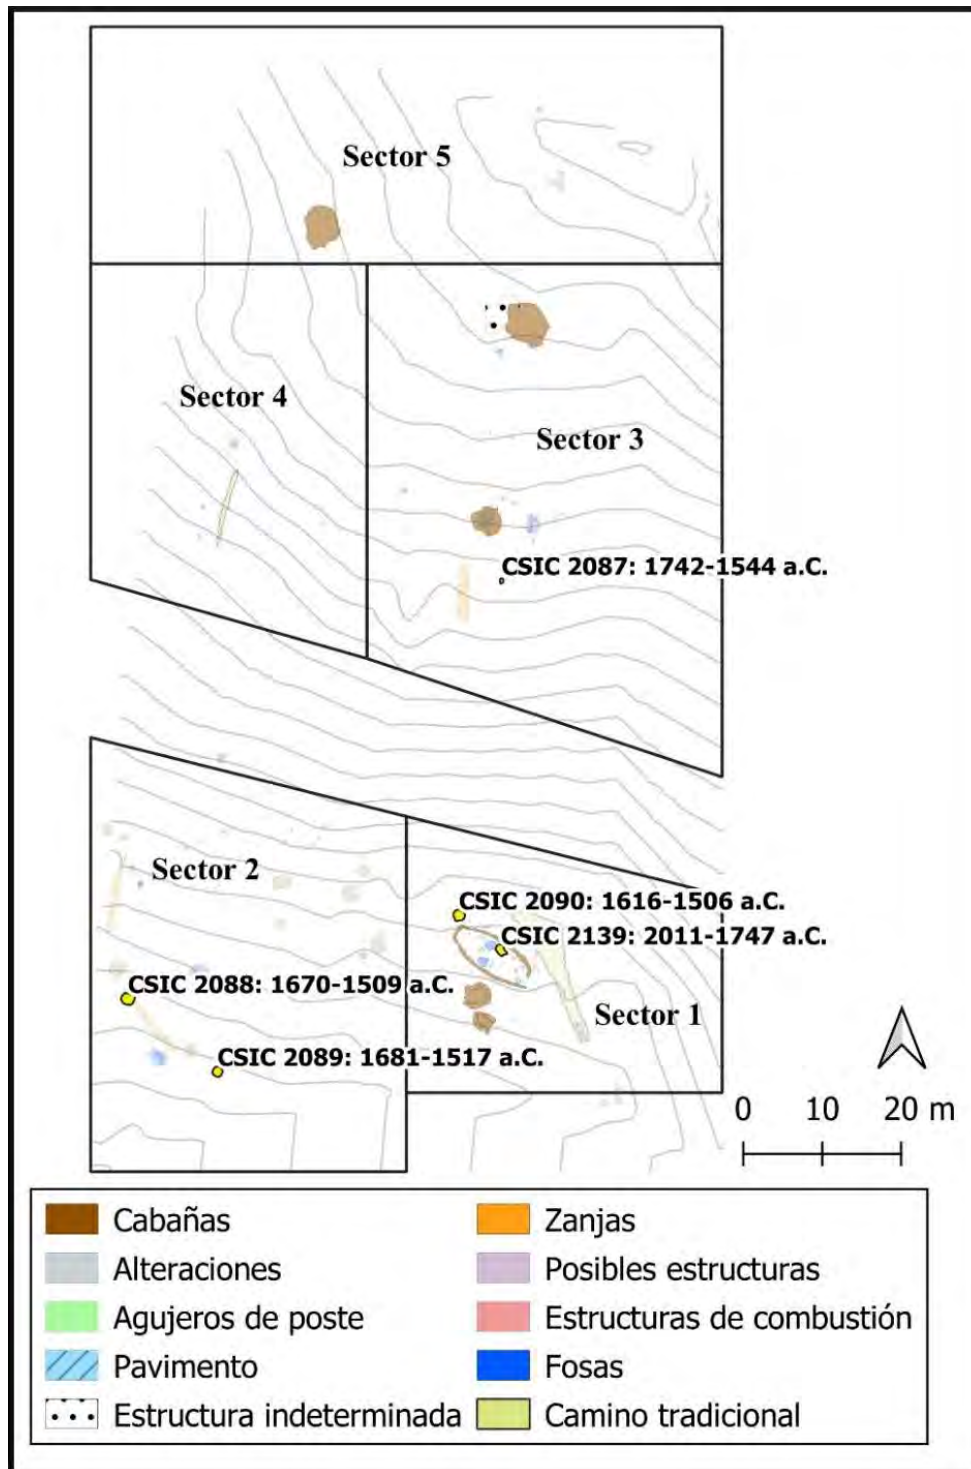 Sector 5
Sector 4
Sector 3
CSIC 2087: 1742-1544 a.C.
Sector 2
CSIC 2090: 1616-1506 a.C.
CSIC 2139: 2011-1747 a.C.
CSIC 2088: 1670-1509 a.C.
Sector 1
CSIC 2089: 1681-1517 a.C.
0 10 20 m
Cabañas
Alteraciones
Agujeros de poste
Pavimento
Estructura indeterminada
Zanjas
Posibles estructuras
Estructuras de combustión
Fosas
Camino tradicional